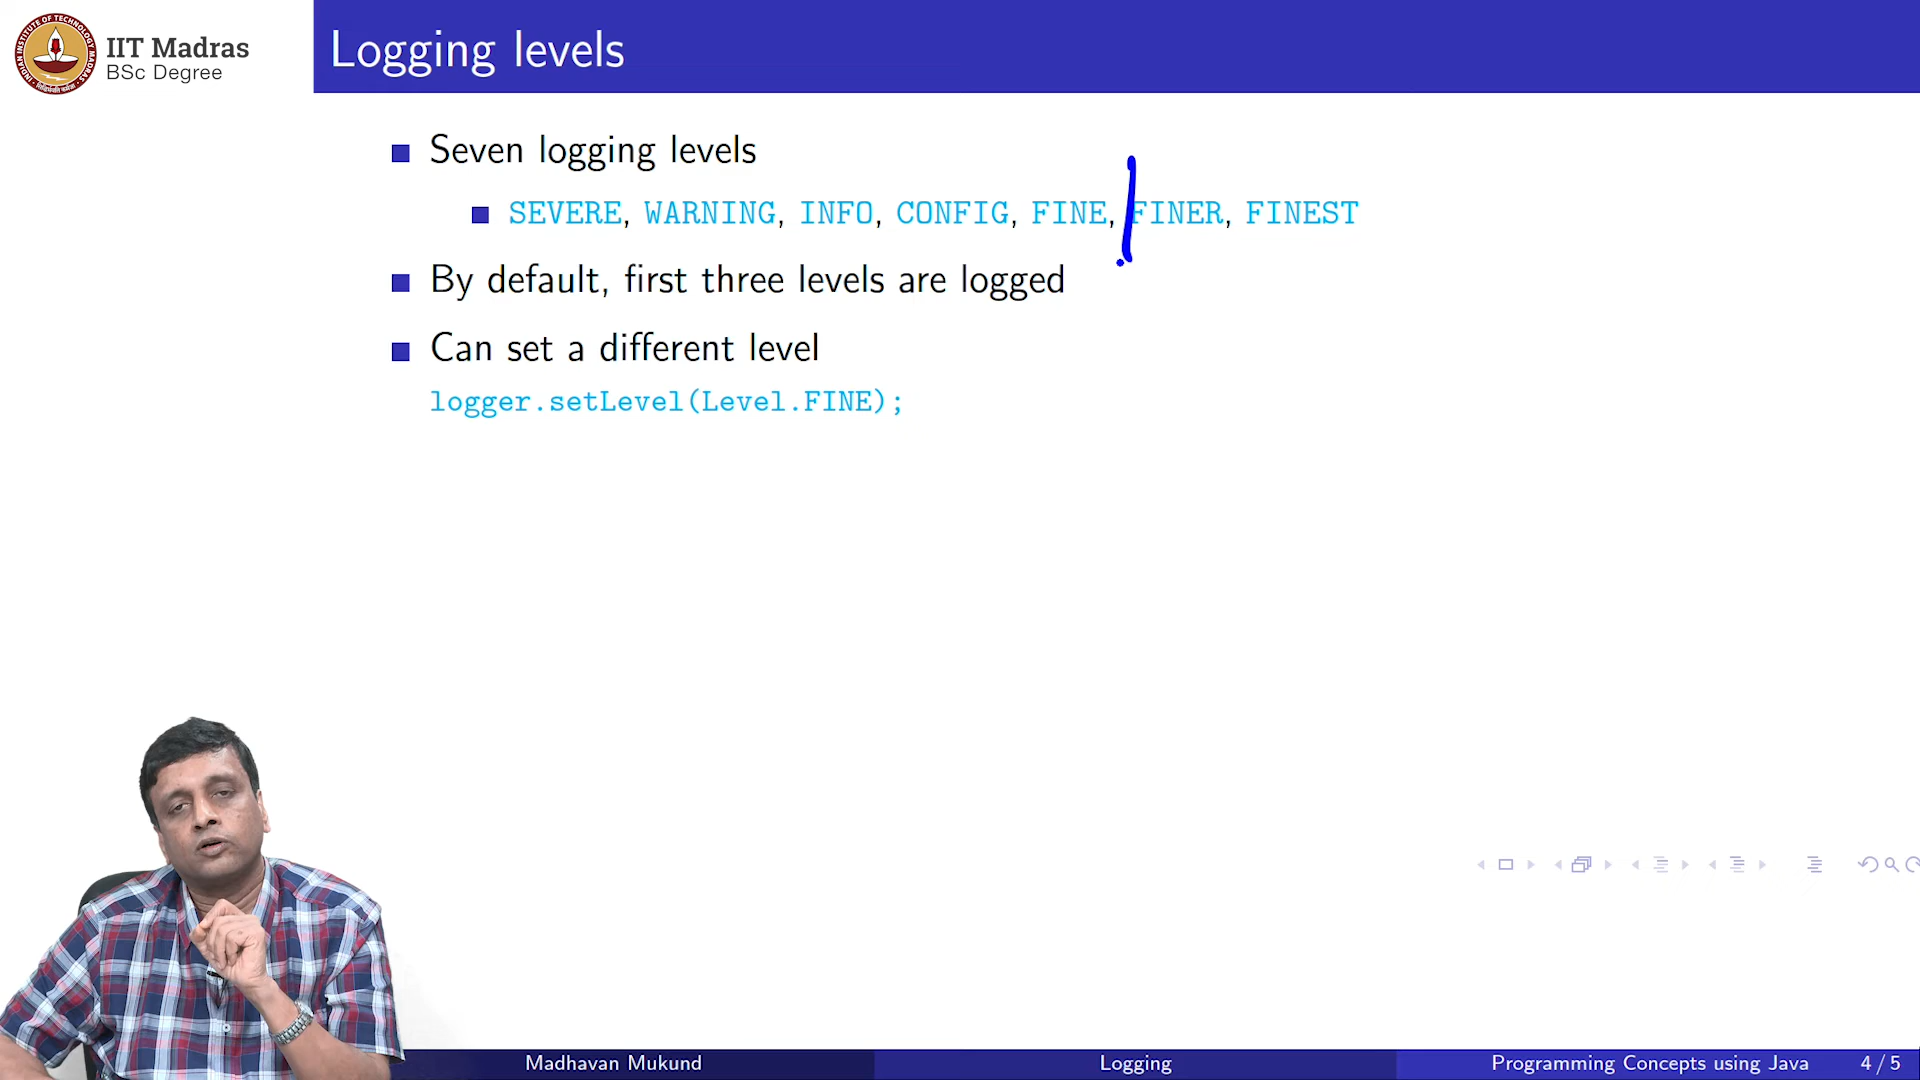 IIT Madras
BSc Degree
Logging levels
Seven logging levels
SEVERE, WARNING, INFO, CONFIG, FINE, FINER, FINEST
By default, first three levels are logged
Can set a different level
logger.setLevel(Level.FINE);
Madhavan Mukund Logging Programming Concepts using Java 4 / 5